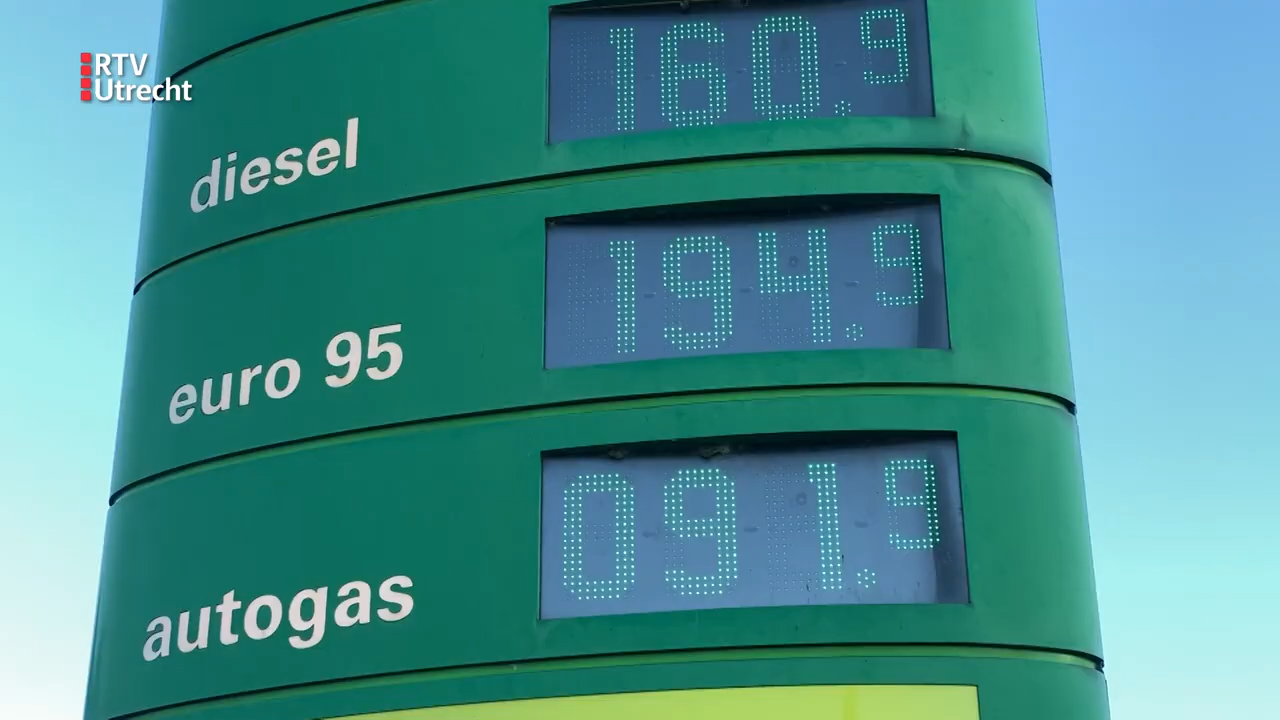 RTV
Utrecht
diesel 160.9
euro 95 194.9
autogas 091.9